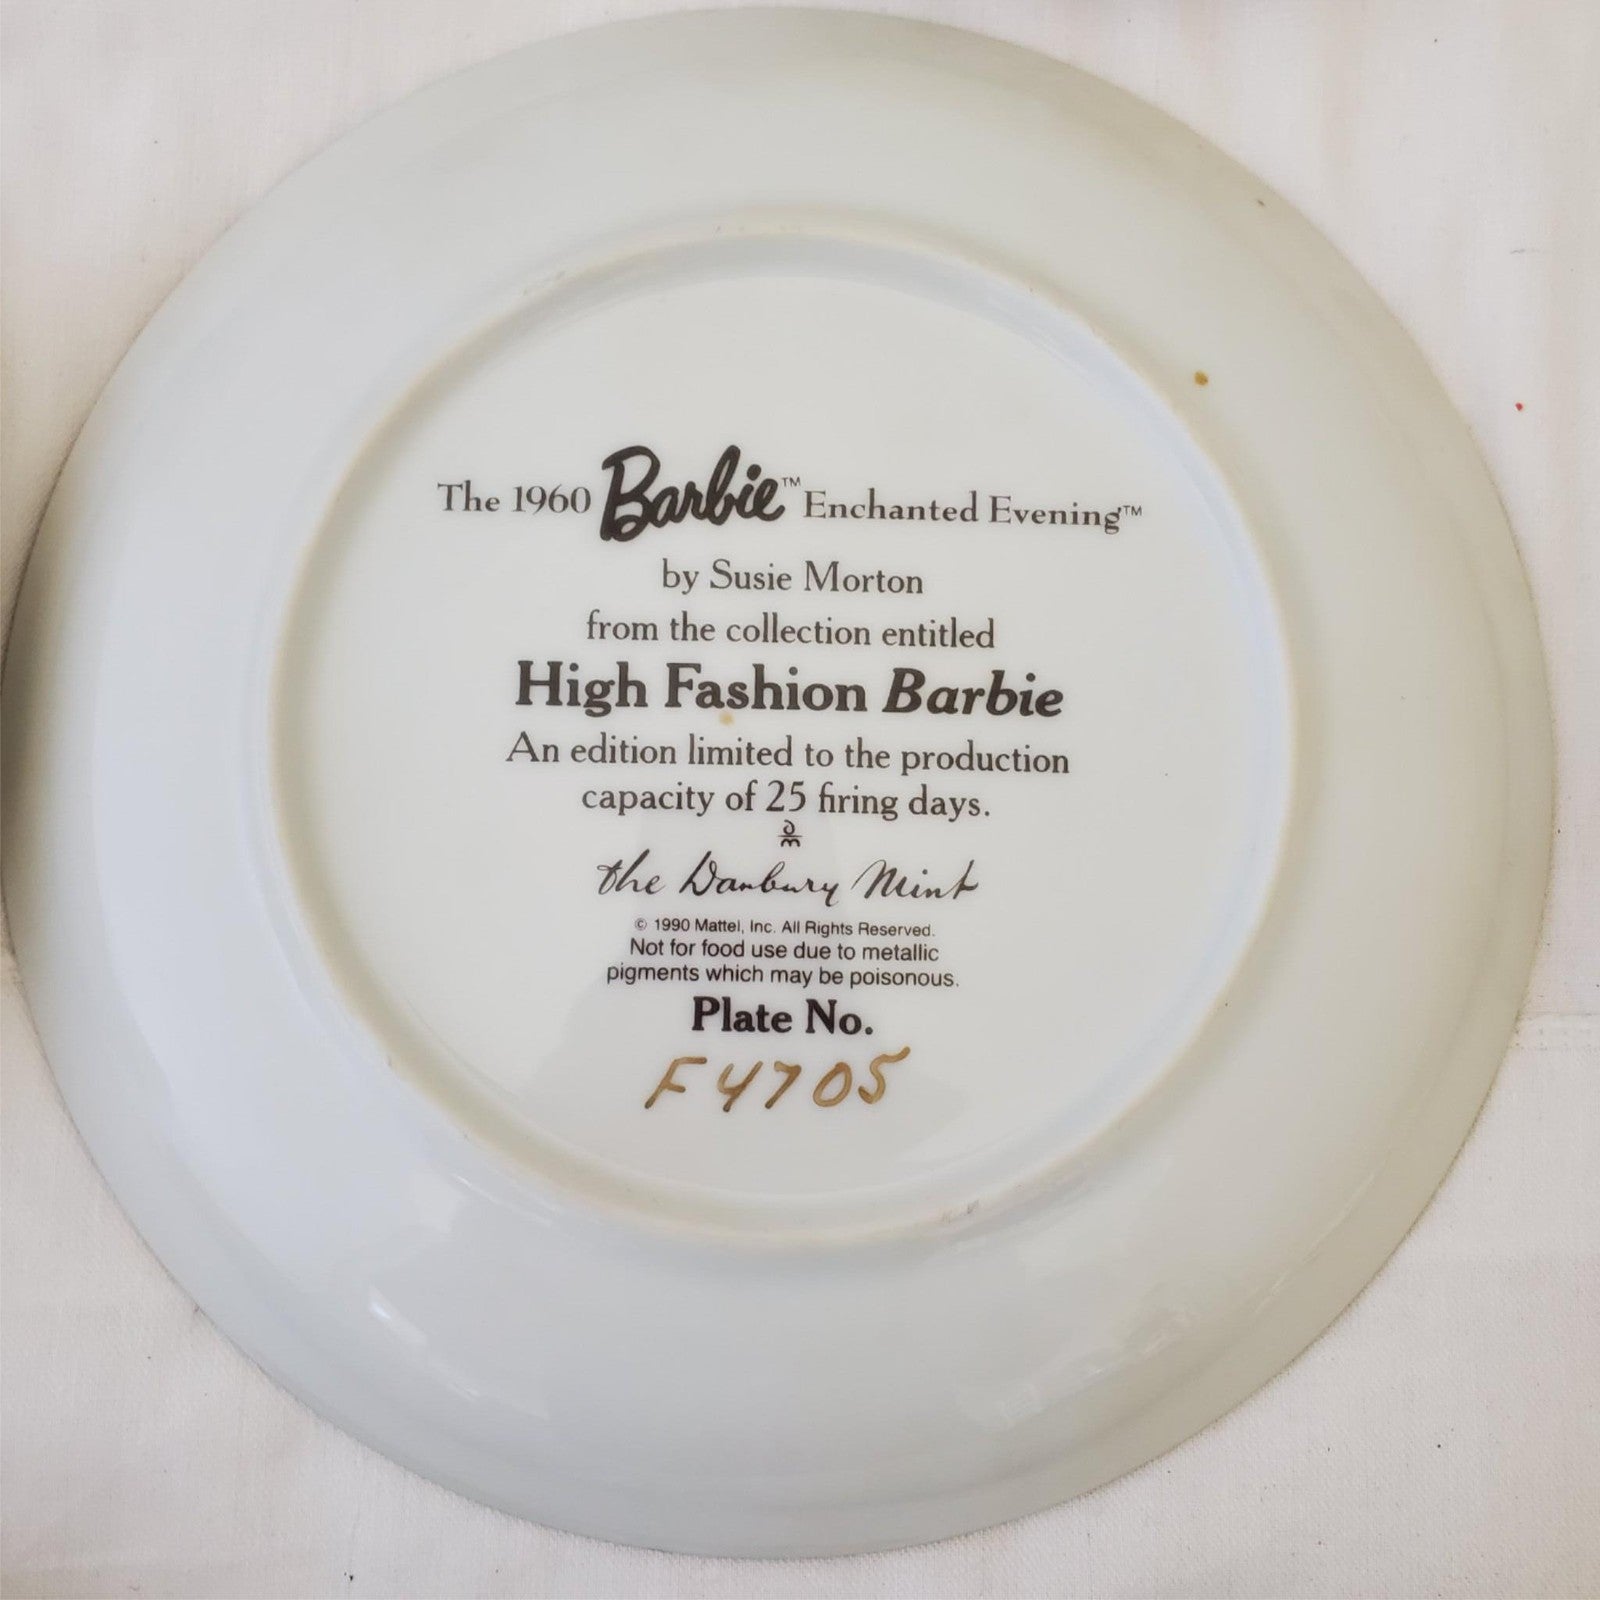 The 1960 Barbie™ Enchanted Evening™
by Susie Morton
from the collection entitled
High Fashion Barbie
An edition limited to the production
capacity of 25 firing days.
the Danbury Mint
© 1990 Mattel, Inc. All Rights Reserved.
Not for food use due to metallic
pigments which may be poisonous.
Plate No.
F4705